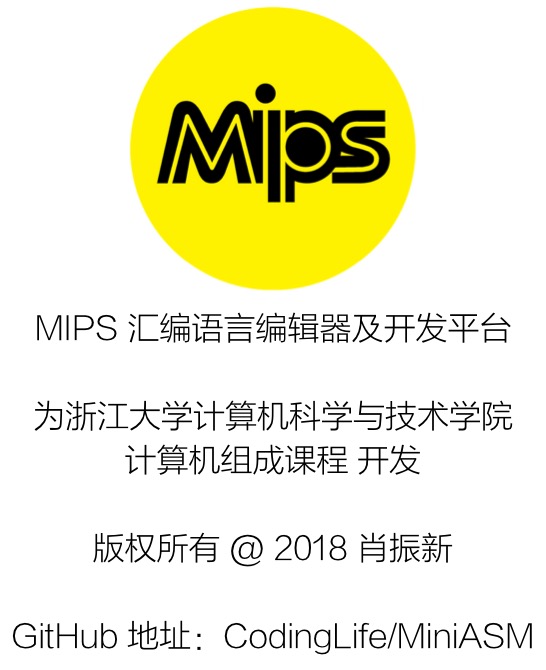 Mips
MIPS 汇编语言编辑器及开发平台
为浙江大学计算机科学与技术学院
计算机组成课程 开发
版权所有 @ 2018 肖振新
GitHub 地址：CodingLife/MiniASM